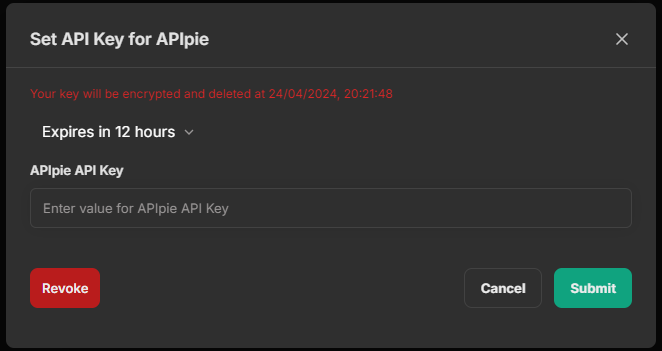 Set API Key for APIpie
Your key will be encrypted and deleted at 24/04/2024, 20:21:48
Expires in 12 hours
APIpie API Key
Enter value for APIpie API Key
Revoke
Cancel
Submit